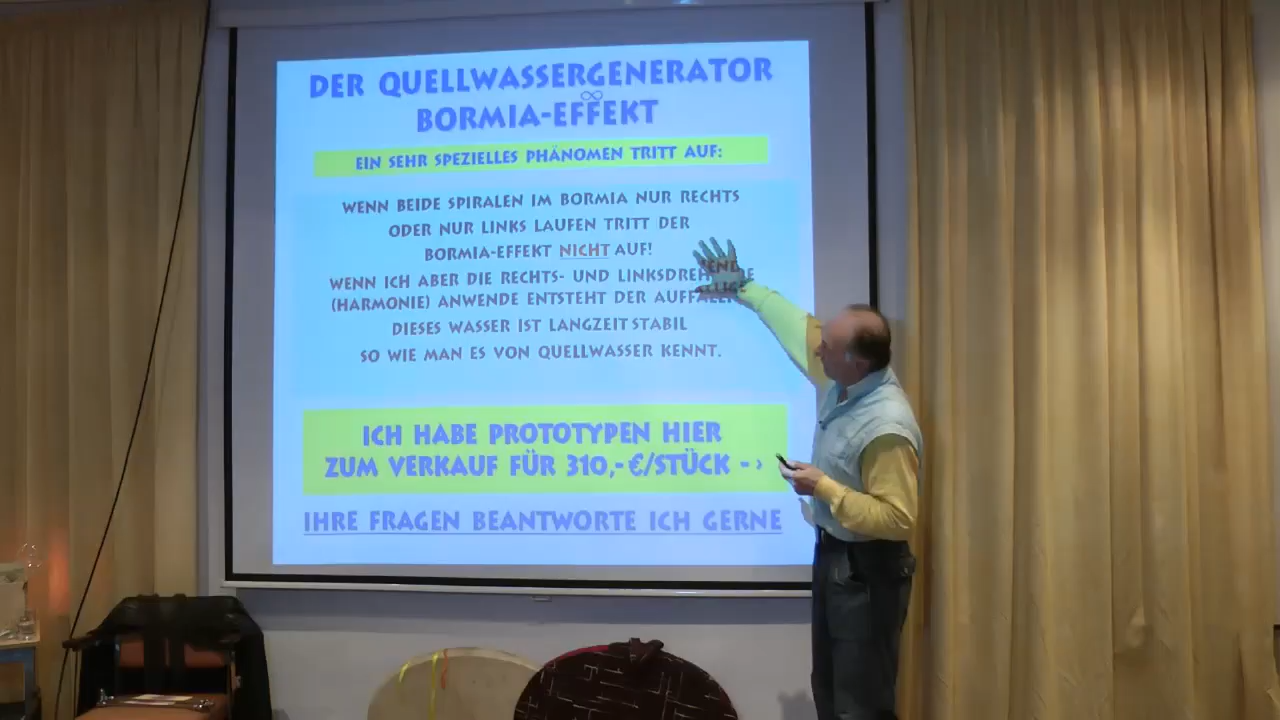 DER QUELLWASSERGENERATOR
∞
BORMIA-EFFEKT
EIN SEHR SPEZIELLES PHÄNOMEN TRITT AUF:
WENN BEIDE SPIRALEN IM BORMIA NUR RECHTS
ODER NUR LINKS LAUFEN TRITT DER
BORMIA-EFFEKT NICHT AUF!
WENN ICH ABER DIE RECHTS- UND
(HARMONIE) ANWENDE ENTSTEHT DER
DIESES WASSER IST LANGZEITSTABIL
SO WIE MAN ES VON QUELLWASSER KENNT.
ICH HABE PROTOTYPEN HIER
ZUM VERKAUF FÜR 310,-€/STÜCK - >
IHRE FRAGEN BEANTWORTE ICH GERNE